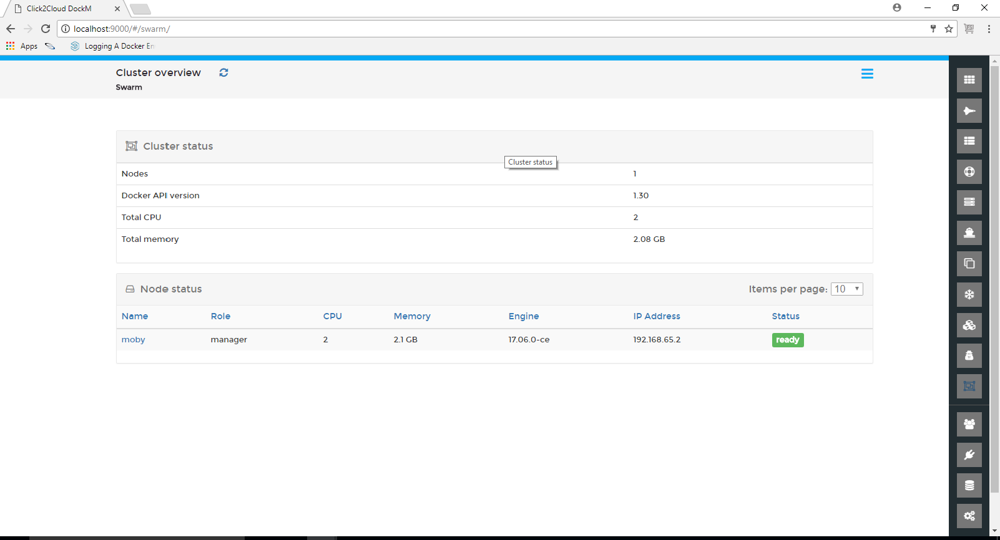 Click2Cloud DockM
localhost:9000/#/swarm/
Apps
Logging A Docker En
Cluster overview
Swarm
Cluster status
Cluster status
Nodes 1
Docker API version 1.30
Total CPU 2
Total memory 2.08 GB
Node status Items per page: 10
Name Role CPU Memory Engine IP Address Status
moby manager 2 2.1 GB 17.06.0-ce 192.168.65.2 ready